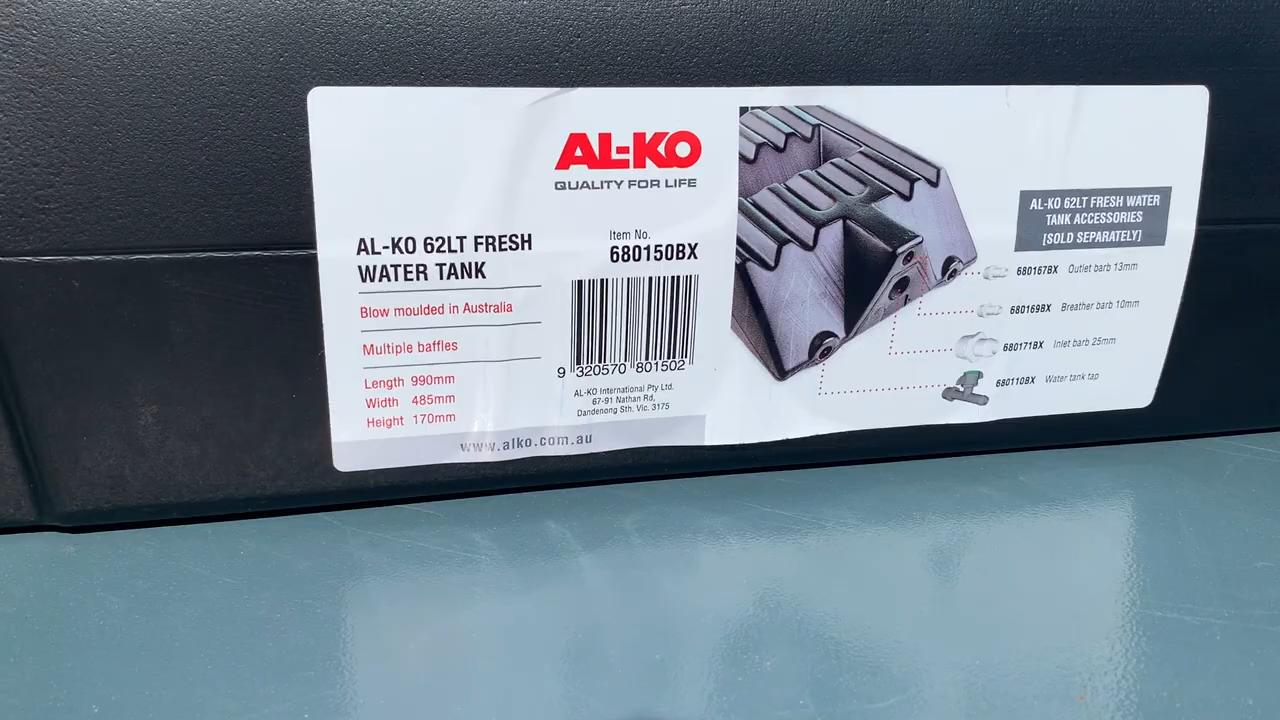 AL-KO
QUALITY FOR LIFE
AL-KO 62LT FRESH
WATER TANK
Item No.
680150BX
Blow moulded in Australia
Multiple baffles
Length 990mm
Width 485mm
Height 170mm
9 320570 801502
AL-KO International Pty Ltd.
67-91 Nathan Rd,
Dandenong Sth. Vic. 3175
www.alko.com.au
AL-KO 62LT FRESH WATER
TANK ACCESSORIES
[SOLD SEPARATELY]
680167BX Outlet barb 13mm
680169BX Breather barb 10mm
680171BX Inlet barb 25mm
680110BX Water tank tap